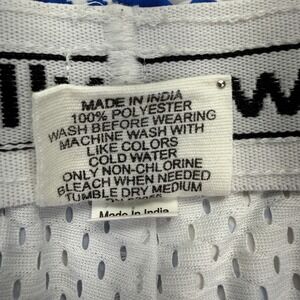 MADE IN INDIA
100% POLYESTER
WASH BEFORE WEARING
MACHINE WASH WITH
LIKE COLORS
COLD WATER
ONLY NON-CHLORINE
BLEACH WHEN NEEDED
TUMBLE DRY MEDIUM
Made in India